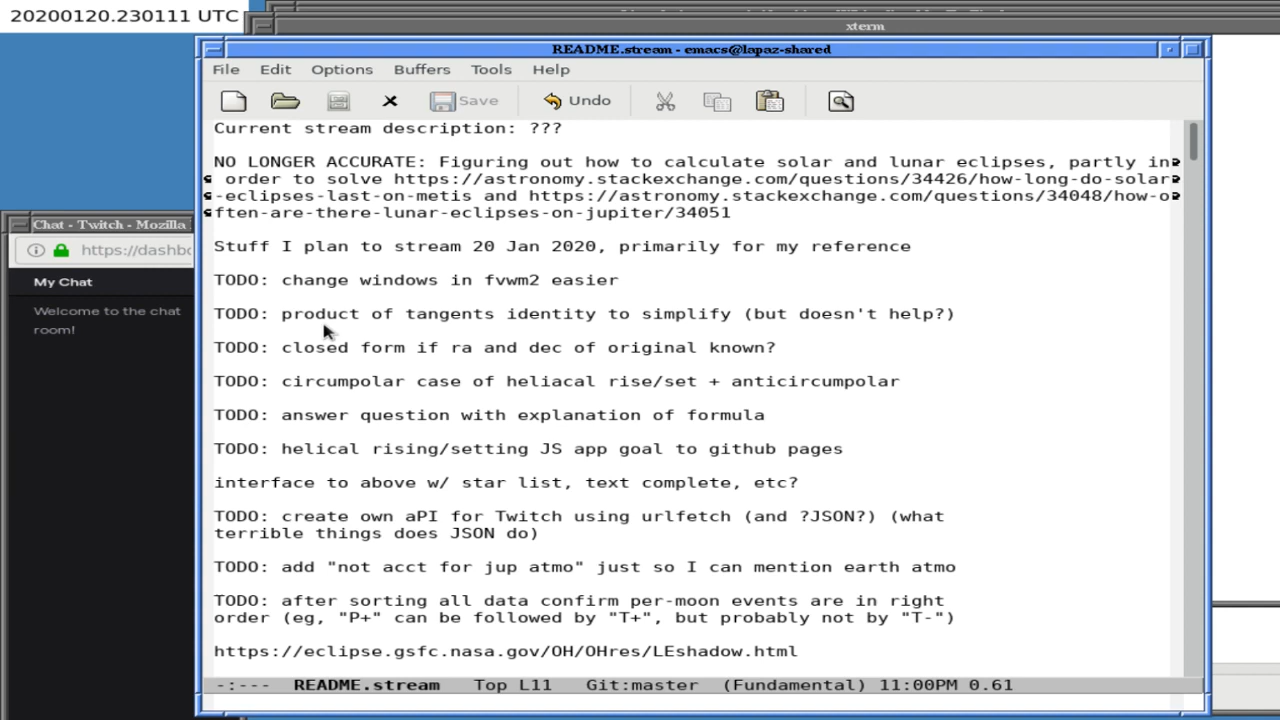 20200120.230111 UTC
xterm
README.stream - emacs@lapaz-shared
File Edit Options Buffers Tools Help
Save Undo
Current stream description: ???
NO LONGER ACCURATE: Figuring out how to calculate solar and lunar eclipses, partly in
order to solve https://astronomy.stackexchange.com/questions/34426/how-long-do-solar
-eclipses-last-on-metis and https://astronomy.stackexchange.com/questions/34048/how-o
ften-are-there-lunar-eclipses-on-jupiter/34051
Stuff I plan to stream 20 Jan 2020, primarily for my reference
TODO: change windows in fvwm2 easier
TODO: product of tangents identity to simplify (but doesn't help?)
TODO: closed form if ra and dec of original known?
TODO: circumpolar case of heliacal rise/set + anticircumpolar
TODO: answer question with explanation of formula
TODO: helical rising/setting JS app goal to github pages
interface to above w/ star list, text complete, etc?
TODO: create own aPI for Twitch using urlfetch (and ?JSON?) (what
terrible things does JSON do)
TODO: add "not acct for jup atmo" just so I can mention earth atmo
TODO: after sorting all data confirm per-moon events are in right
order (eg, "P+" can be followed by "T+", but probably not by "T-")
https://eclipse.gsfc.nasa.gov/OH/OHres/LEshadow.html
-:--- README.stream Top L11 Git:master (Fundamental) 11:00PM 0.61
Chat - Twitch - Mozilla
https://dashbo
My Chat
Welcome to the chat
room!